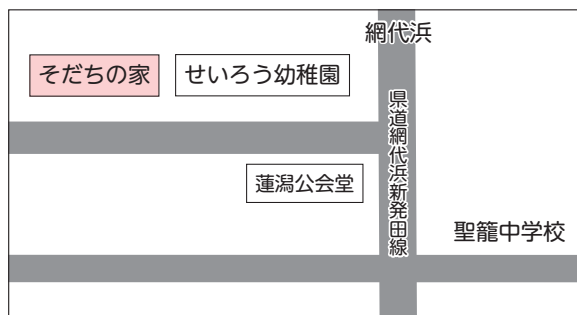 網代浜
そだちの家
せいろう幼稚園
県道網代浜新発田線
蓮潟公会堂
聖籠中学校